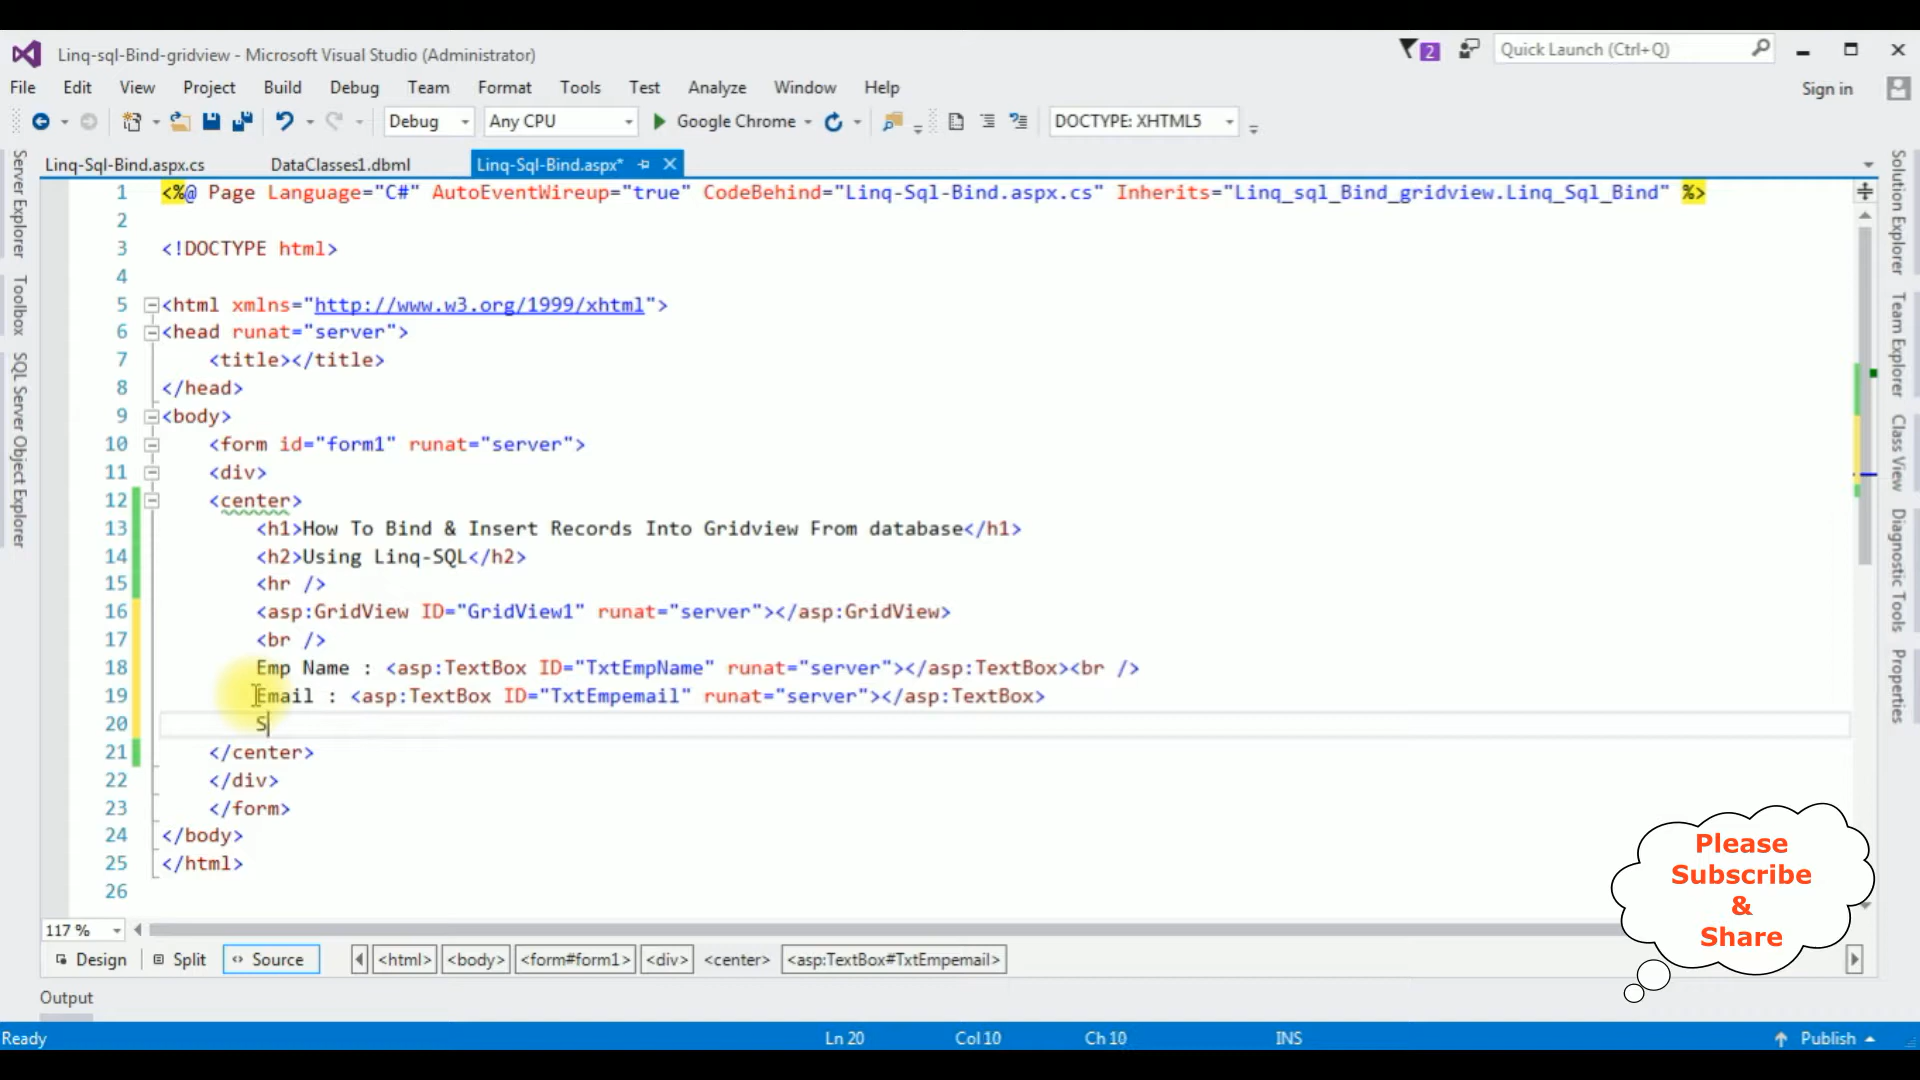 Linq-sql-Bind-gridview - Microsoft Visual Studio (Administrator)
2
Quick Launch (Ctrl+Q)
File Edit View Project Build Debug Team Format Tools Test Analyze Window Help
Sign in
Debug Any CPU Google Chrome DOCTYPE: XHTML5
Linq-Sql-Bind.aspx.cs DataClasses1.dbml Linq-Sql-Bind.aspx*
1 <%@ Page Language="C#" AutoEventWireup="true" CodeBehind="Linq-Sql-Bind.aspx.cs" Inherits="Linq_sql_Bind_gridview.Linq_Sql_Bind" %>
2
3 <!DOCTYPE html>
4
5 <html xmlns="http://www.w3.org/1999/xhtml">
6 <head runat="server">
7 <title></title>
8 </head>
9 <body>
10 <form id="form1" runat="server">
11 <div>
12 <center>
13 <h1>How To Bind & Insert Records Into Gridview From database</h1>
14 <h2>Using Linq-SQL</h2>
15 <hr />
16 <asp:GridView ID="GridView1" runat="server"></asp:GridView>
17 <br />
18 Emp Name : <asp:TextBox ID="TxtEmpName" runat="server"></asp:TextBox><br />
19 Email : <asp:TextBox ID="TxtEmpemail" runat="server"></asp:TextBox>
20 S
21 </center>
22 </div>
23 </form>
24 </body>
25 </html>
26
Server Explorer
Toolbox
SQL Server Object Explorer
Solution Explorer
Team Explorer
Class View
Diagnostic Tools
Properties
Please
Subscribe
&
Share
117 %
Design Split Source <html> <body> <form#form1> <div> <center> <asp:TextBox#TxtEmpemail>
Output
Ready Ln 20 Col 10 Ch 10 INS Publish